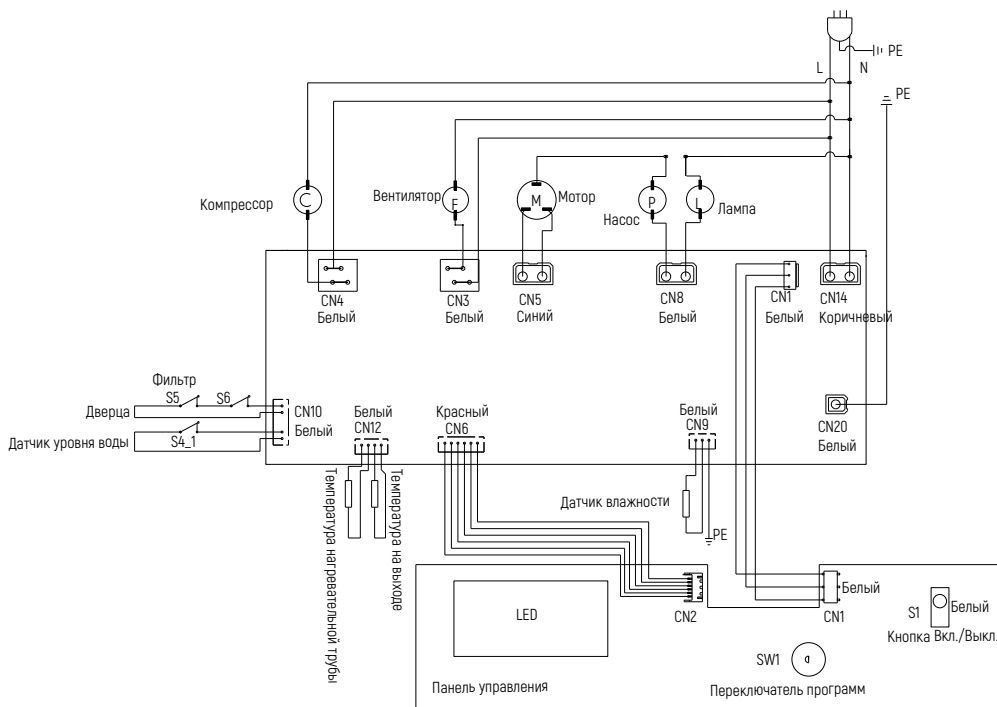 PE
L
N
PE
Компрессор
C
Вентилятор
F
M
Мотор
P
Насос
L
Лампа
CN4
Белый
CN3
Белый
CN5
Синий
CN8
Белый
CN1
Белый
CN14
Коричневый
Фильтр
S5
S6
Дверца
CN10
Белый
Датчик уровня воды
S4_1
Белый
CN12
Красный
CN6
Белый
CN9
CN20
Белый
Температура нагревательной трубы
Температура на выходе
Датчик влажности
PE
LED
CN2
Белый
CN1
S1
Белый
Кнопка Вкл./Выкл.
SW1
Панель управления
Переключатель программ